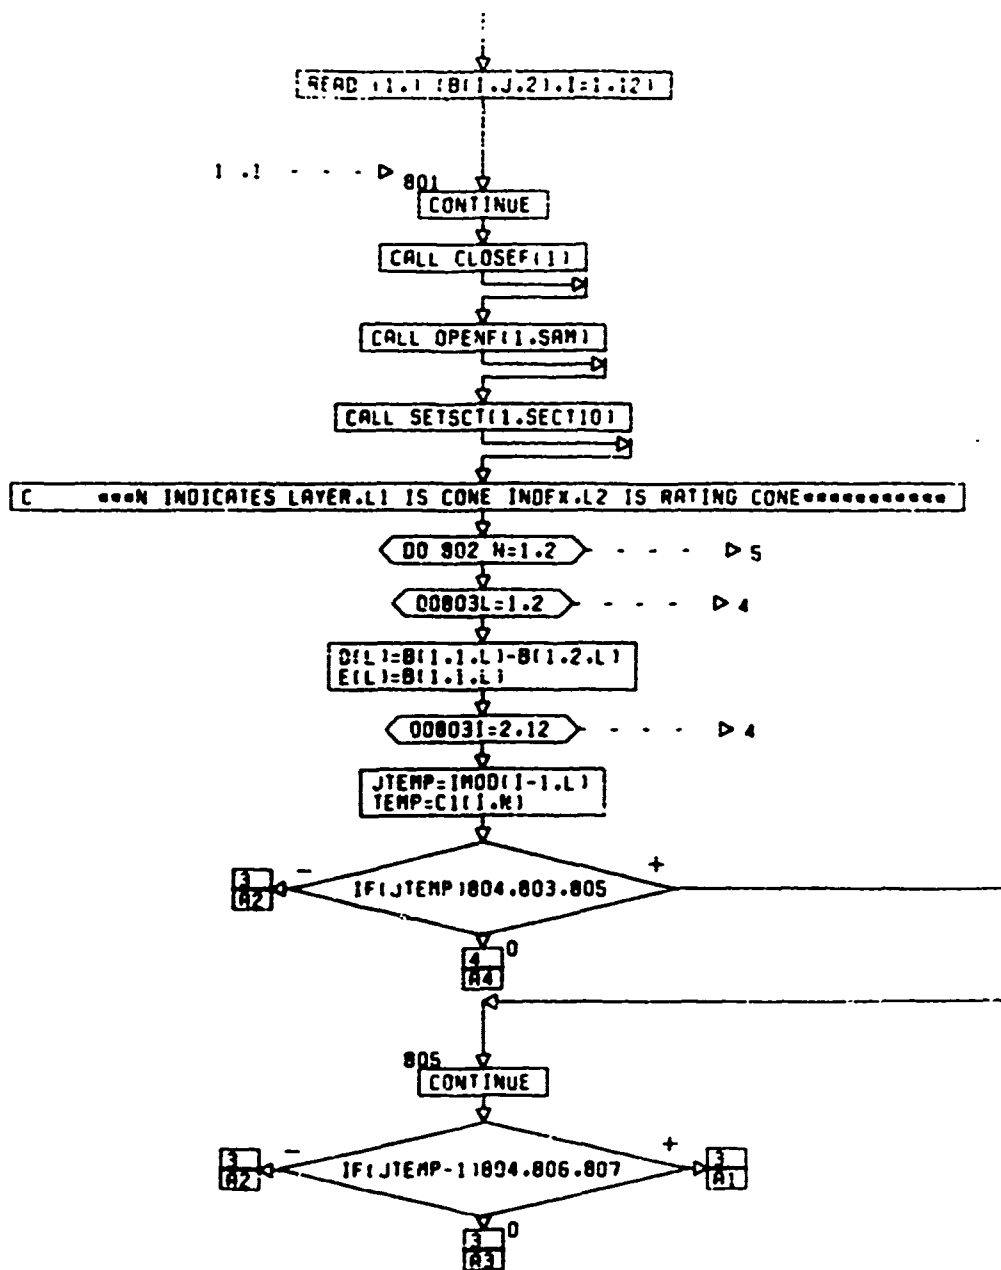 READ (1.) (B(I.J.2).I=1.12)
1 .1
801
CONTINUE
CALL CLOSEF(1)
CALL OPENF(1.SAM)
CALL SETSCT(1.SECT10)
C ***N INDICATES LAYER.L1 IS CONE INDEX.L2 IS RATING CONE***********
DO 802 N=1.2
5
DO803L=1.2
4
D(L)=B(1.1.L)-B(1.2.L)
E(L)=B(1.1.L)
DO803I=2.12
4
JTEMP=IMOD(I-1.L)
TEMP=C1(I.N)
- +
3
A2
IF(JTEMP)804.803.805
0
4
A4
805
CONTINUE
- +
3
A2
IF(JTEMP-1)804.806.807
3
A1
0
3
A3